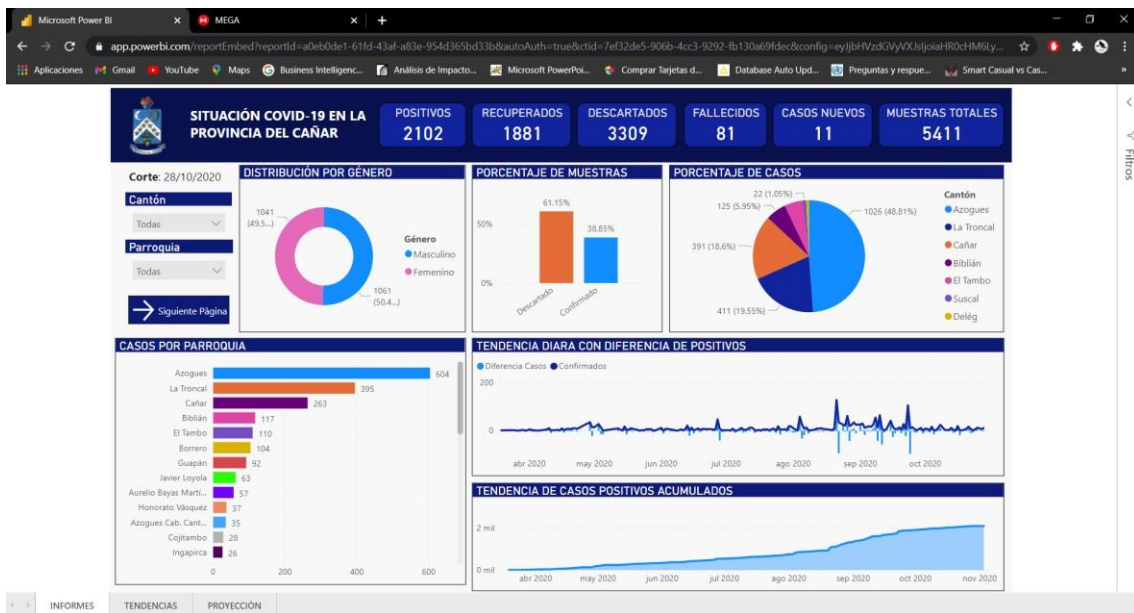 Microsoft Power BI
MEGA
app.powerbi.com/reportEmbed?reportId=a0eb0de1-61fd-43af-a83e-954d365bd33b&autoAuth=true&ctid=7ef32de5-906b-4cc3-9292-fb130a69fdec&config=eyJjbHVzdGVyVXJsIjoiaHR0cHM6Ly...
Aplicaciones
Gmail
YouTube
Maps
Business Intelligenc...
Análisis de Impacto...
Microsoft PowerPoi...
Comprar Tarjetas d...
Database Auto Upd...
Preguntas y respue...
Smart Casual vs Cas...
SITUACIÓN COVID-19 EN LA
PROVINCIA DEL CAÑAR
POSITIVOS
2102
RECUPERADOS
1881
DESCARTADOS
3309
FALLECIDOS
81
CASOS NUEVOS
11
MUESTRAS TOTALES
5411
Filtros
Corte: 28/10/2020
Cantón
Todas
Parroquia
Todas
Siguiente Página
DISTRIBUCIÓN POR GÉNERO
1041
(49,5...)
1061
(50,4...)
Género
Masculino
Femenino
PORCENTAJE DE MUESTRAS
50%
0%
61.15%
38.85%
Descartado
Confirmado
PORCENTAJE DE CASOS
22 (1,05%)
125 (5.95%)
391 (18.6%)
411 (19.55%)
1026 (48.81%)
Cantón
Azogues
La Troncal
Cañar
Biblián
El Tambo
Suscal
Delég
CASOS POR PARROQUIA
Azogues 604
La Troncal 395
Cañar 263
Biblián 117
El Tambo 110
Borrero 104
Guapán 92
Javier Loyola 63
Aurelio Bayas Martí... 57
Honorato Vásquez 37
Azogues Cab. Cant... 35
Cojitambo 28
Ingapirca 26
0 200 400 600
TENDENCIA DIARA CON DIFERENCIA DE POSITIVOS
Diferencia Casos Confirmados
200
0
abr 2020 may 2020 jun 2020 jul 2020 ago 2020 sep 2020 oct 2020
TENDENCIA DE CASOS POSITIVOS ACUMULADOS
2 mil
0 mil
abr 2020 may 2020 jun 2020 jul 2020 ago 2020 sep 2020 oct 2020 nov 2020
INFORMES
TENDENCIAS
PROYECCIÓN